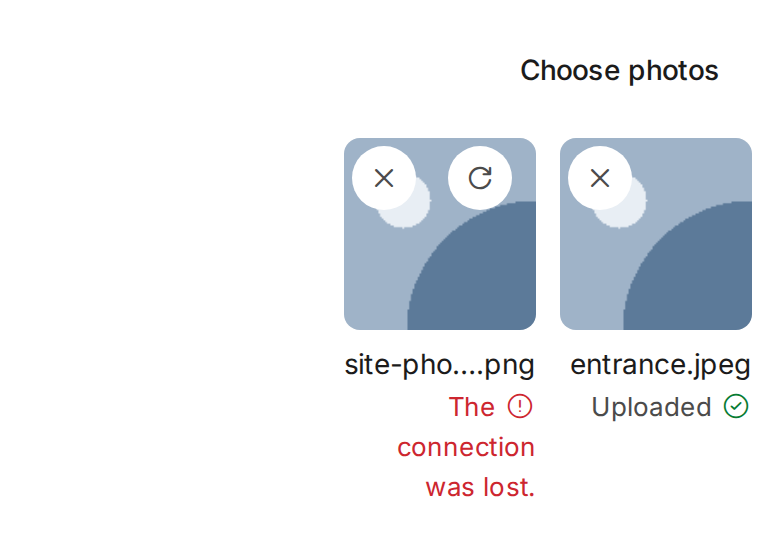 Choose photos
site-pho....png
The
connection
was lost.
entrance.jpeg
Uploaded